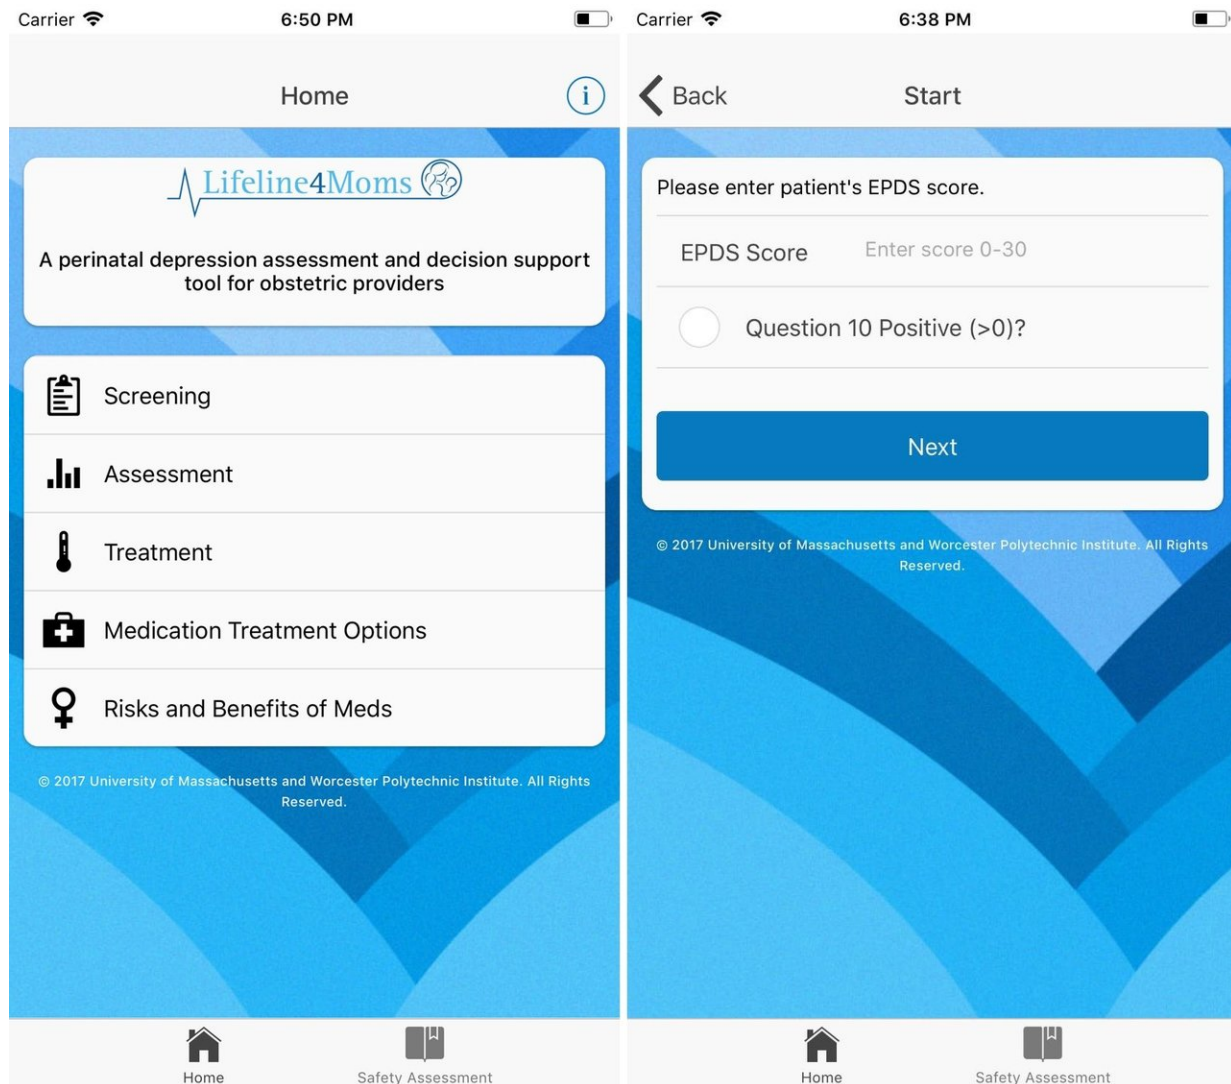 Carrier
6:50 PM
Home
i
Lifeline4Moms
A perinatal depression assessment and decision support
tool for obstetric providers
Screening
Assessment
Treatment
Medication Treatment Options
Risks and Benefits of Meds
© 2017 University of Massachusetts and Worcester Polytechnic Institute. All Rights
Reserved.
Home
Safety Assessment
Carrier
6:38 PM
Back
Start
Please enter patient's EPDS score.
EPDS Score
Enter score 0-30
Question 10 Positive (>0)?
Next
© 2017 University of Massachusetts and Worcester Polytechnic Institute. All Rights
Reserved.
Home
Safety Assessment